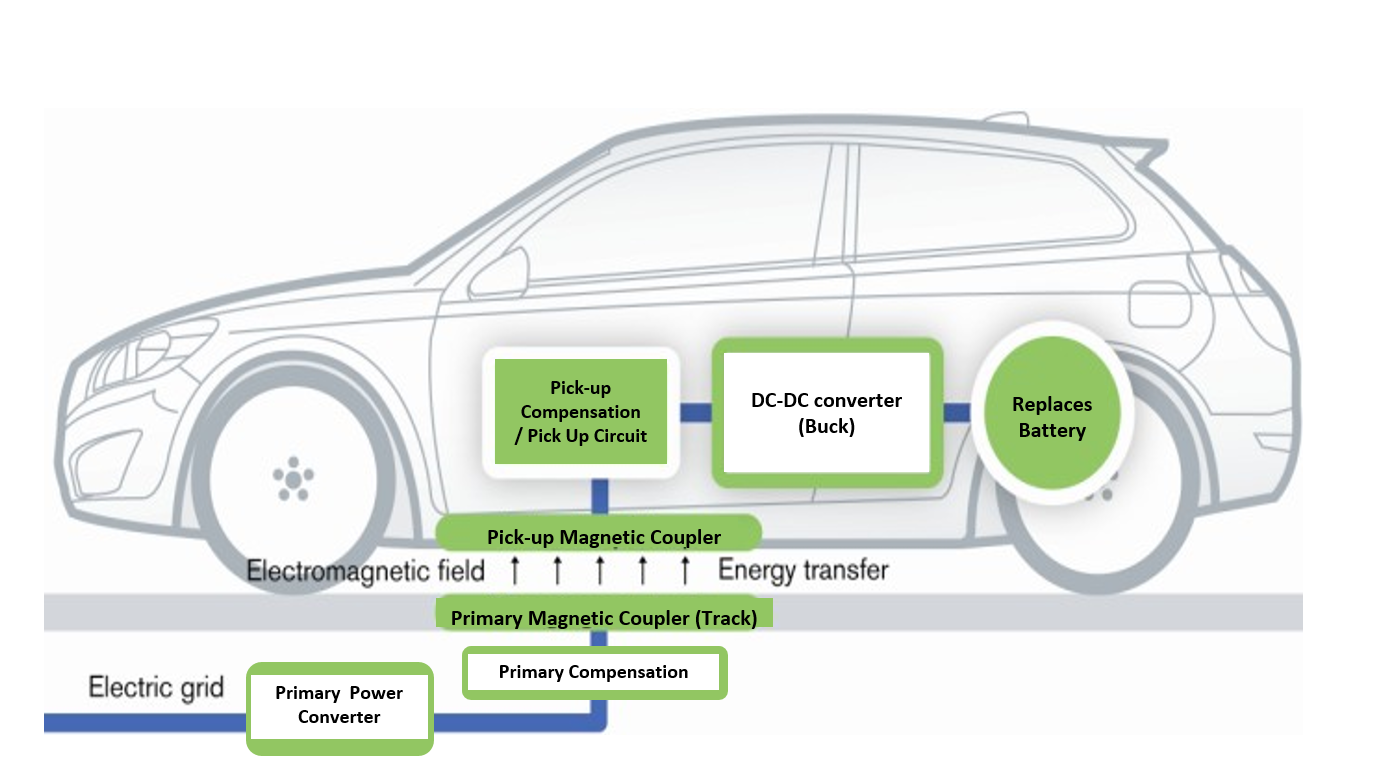 Pick-up
Compensation
/ Pick Up Circuit
DC-DC converter
(Buck)
Replaces
Battery
Pick-up Magnetic Coupler
Electromagnetic field
Energy transfer
Primary Magnetic Coupler (Track)
Primary Compensation
Electric grid
Primary Power
Converter